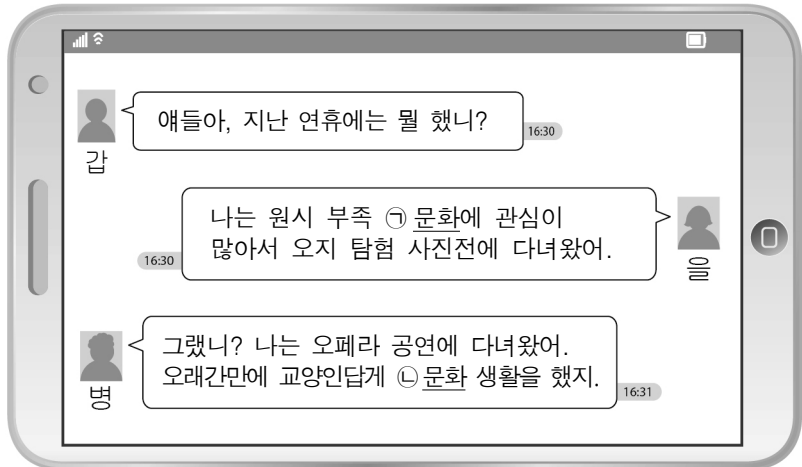 얘들아, 지난 연휴에는 뭘 했니?
16:30
갑
나는 원시 부족 ㉠ 문화에 관심이
많아서 오지 탐험 사진전에 다녀왔어.
16:30
을
그랬니? 나는 오페라 공연에 다녀왔어.
오래간만에 교양인답게 ㉡ 문화 생활을 했지.
16:31
병